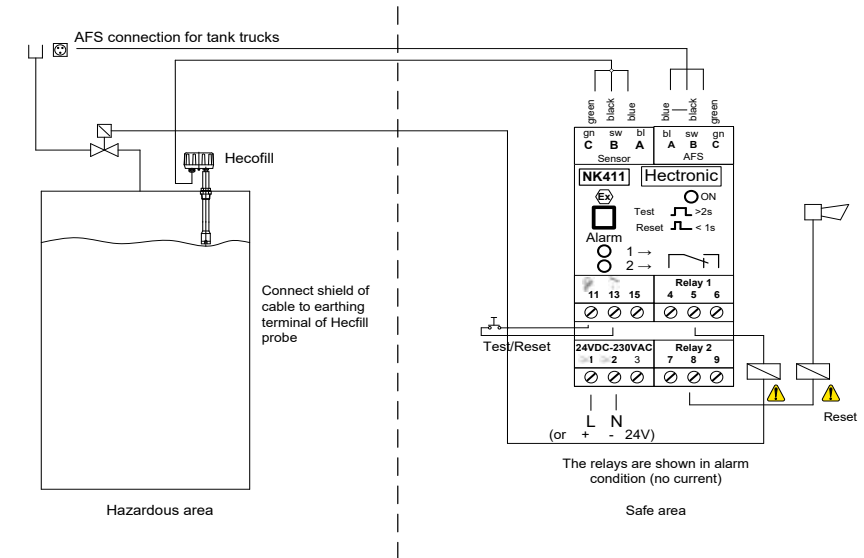 AFS connection for tank trucks
green
black
blue
blue
black
green
gn sw bl bl sw gn
C B A A B C
Sensor AFS
NK411 Hectronic
Ex
ON
Test >2s
Reset < 1s
Alarm
1 →
2 →
Relay 1
11 13 15 4 5 6
24VDC-230VAC Relay 2
1 2 3 7 8 9
Hecofill
Connect shield of
cable to earthing
terminal of Hecfill
probe
Test/Reset
L N
(or + - 24V)
Reset
The relays are shown in alarm
condition (no current)
Hazardous area
Safe area